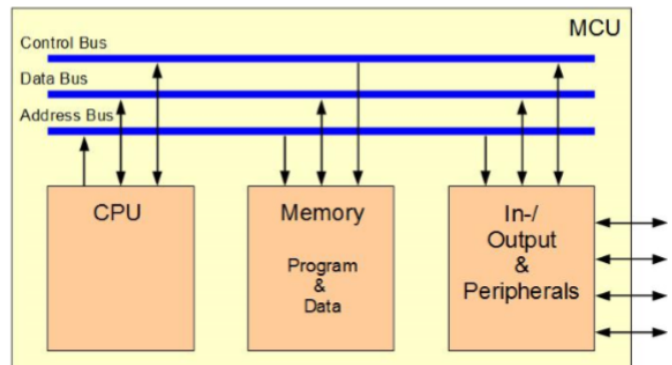 MCU
Control Bus
Data Bus
Address Bus
CPU
Memory
Program
&
Data
In-/
Output
&
Peripherals